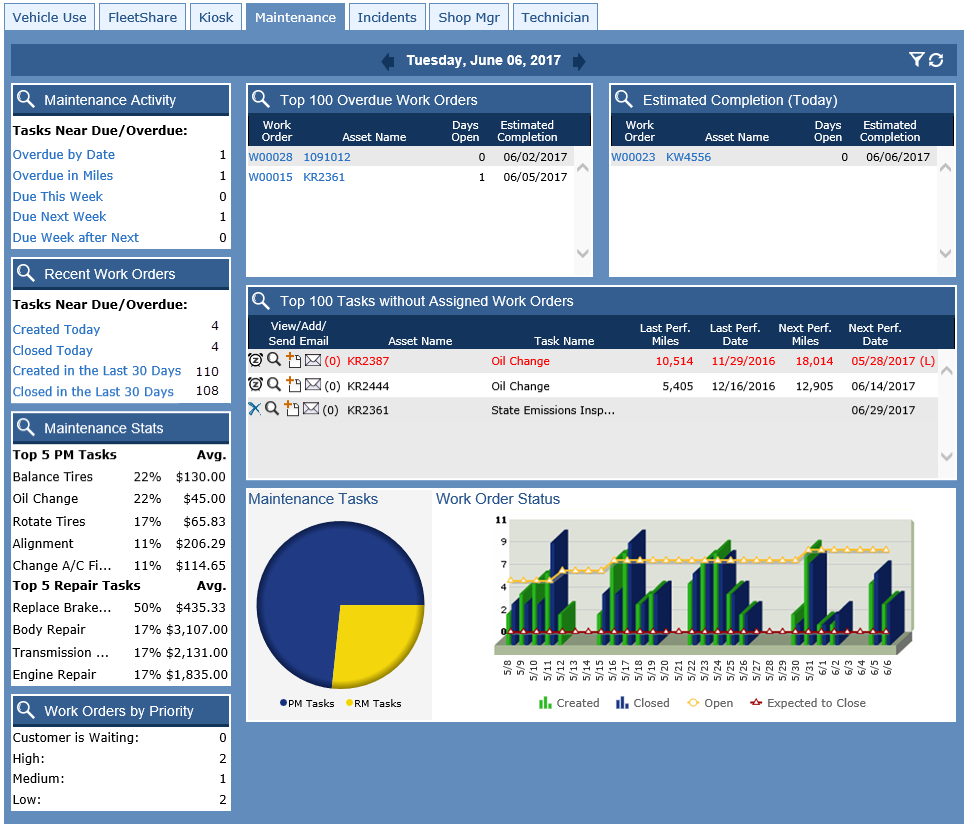 Vehicle Use FleetShare Kiosk Maintenance Incidents Shop Mgr Technician
Tuesday, June 06, 2017
Maintenance Activity
Tasks Near Due/Overdue:
Overdue by Date 1
Overdue in Miles 1
Due This Week 0
Due Next Week 1
Due Week after Next 0
Recent Work Orders
Tasks Near Due/Overdue:
Created Today 4
Closed Today 4
Created in the Last 30 Days 110
Closed in the Last 30 Days 108
Maintenance Stats
Top 5 PM Tasks Avg.
Balance Tires 22% $130.00
Oil Change 22% $45.00
Rotate Tires 17% $65.83
Alignment 11% $206.29
Change A/C Fi... 11% $114.65
Top 5 Repair Tasks Avg.
Replace Brake... 50% $435.33
Body Repair 17% $3,107.00
Transmission ... 17% $2,131.00
Engine Repair 17% $1,835.00
Work Orders by Priority
Customer is Waiting: 0
High: 2
Medium: 1
Low: 2
Top 100 Overdue Work Orders
Work Days Estimated
Order Asset Name Open Completion
W00028 1091012 0 06/02/2017
W00015 KR2361 1 06/05/2017
Estimated Completion (Today)
Work Days Estimated
Order Asset Name Open Completion
W00023 KW4556 0 06/06/2017
Top 100 Tasks without Assigned Work Orders
View/Add/ Last Perf. Last Perf. Next Perf. Next Perf.
Send Email Asset Name Task Name Miles Date Miles Date
(0) KR2387 Oil Change 10,514 11/29/2016 18,014 05/28/2017 (L)
(0) KR2444 Oil Change 5,405 12/16/2016 12,905 06/14/2017
(0) KR2361 State Emissions Insp... 06/29/2017
Maintenance Tasks
PM Tasks RM Tasks
Work Order Status
11
9
7
4
2
0
5/8 5/9 5/10 5/11 5/12 5/13 5/14 5/15 5/16 5/17 5/18 5/19 5/20 5/21 5/22 5/23 5/24 5/25 5/26 5/27 5/28 5/29 5/30 5/31 6/1 6/2 6/3 6/4 6/5 6/6
Created Closed Open Expected to Close